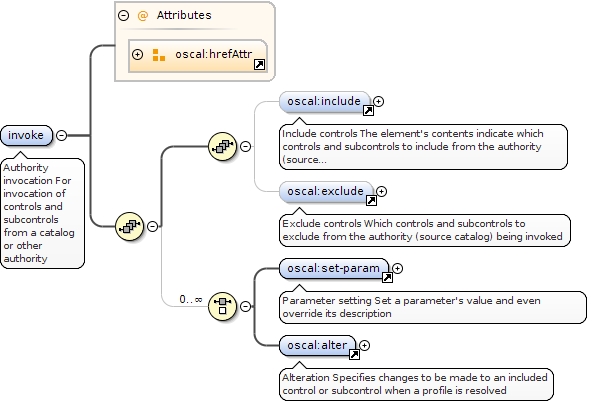 Attributes
oscal:hrefAttr
invoke
Authority
invocation For
invocation of
controls and
subcontrols
from a catalog
or other
authority
oscal:include
Include controls The element's contents indicate which
controls and subcontrols to include from the authority
(source...
oscal:exclude
Exclude controls Which controls and subcontrols to
exclude from the authority (source catalog) being invoked
0..∞
oscal:set-param
Parameter setting Set a parameter's value and even
override its description
oscal:alter
Alteration Specifies changes to be made to an included
control or subcontrol when a profile is resolved